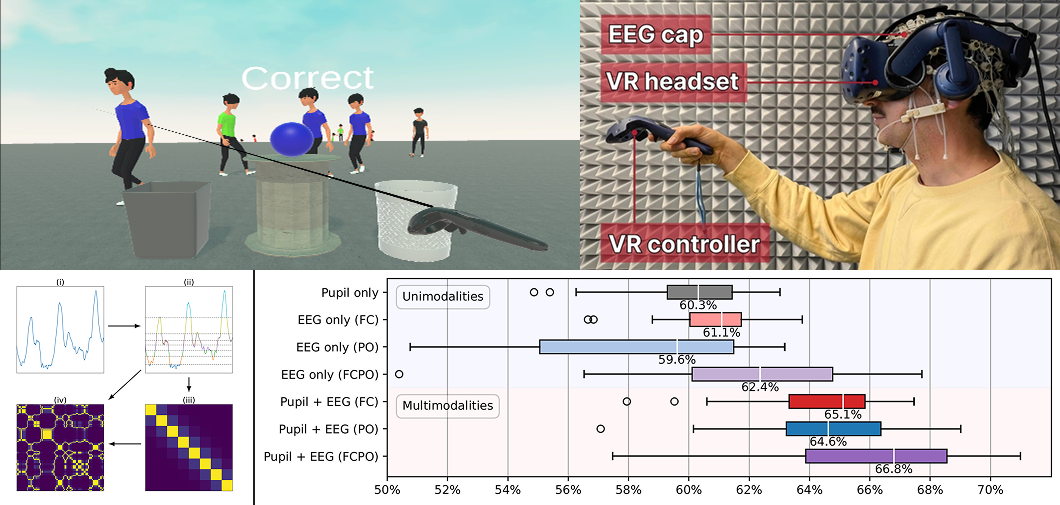 Correct
EEG cap
VR headset
VR controller
(i)
(ii)
(iv)
(iii)
Unimodalities
Multimodalities
Pupil only
60.3%
EEG only (FC)
61.1%
EEG only (PO)
59.6%
EEG only (FCPO)
62.4%
Pupil + EEG (FC)
65.1%
Pupil + EEG (PO)
64.6%
Pupil + EEG (FCPO)
66.8%
50% 52% 54% 56% 58% 60% 62% 64% 66% 68% 70%